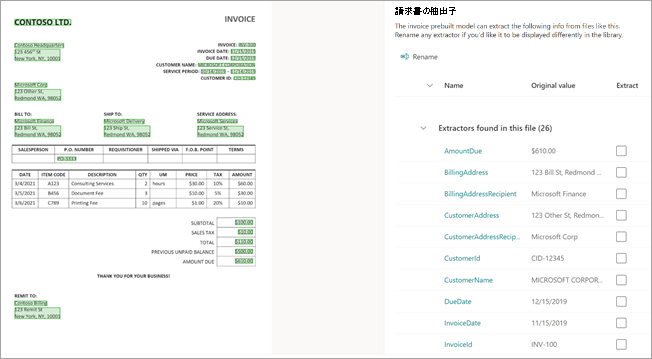 CONTOSO LTD.
INVOICE
Contoso Headquarters
123 456th St
New York, NY, 10001
INVOICE: INV-100
INVOICE DATE: 11/15/2019
DUE DATE: 12/15/2019
CUSTOMER NAME: MICROSOFT CORPORATION
SERVICE PERIOD: 10/14/2019 - 11/14/2019
CUSTOMER ID: CID-12345
Microsoft Corp
123 Other St,
Redmond WA, 98052
BILL TO:
Microsoft Finance
123 Bill St,
Redmond WA, 98052
SHIP TO:
Microsoft Delivery
123 Ship St,
Redmond WA, 98052
SERVICE ADDRESS:
Microsoft Services
123 Service St,
Redmond WA, 98052
SALESPERSON P.O. NUMBER REQUISITIONER SHIPPED VIA F.O.B. POINT TERMS
PO-3333
DATE ITEM CODE DESCRIPTION QTY UM PRICE TAX AMOUNT
3/4/2021 A123 Consulting Services 2 hours $30.00 10% $60.00
3/5/2021 B456 Document Fee 3 $10.00 5% $30.00
3/6/2021 C789 Printing Fee 10 pages $1.00 20% $10.00
SUBTOTAL $100.00
SALES TAX $10.00
TOTAL $110.00
PREVIOUS UNPAID BALANCE $500.00
AMOUNT DUE $610.00
THANK YOU FOR YOUR BUSINESS!
REMIT TO:
Contoso Billing
123 Remit St
New York, NY, 10001
請求書の抽出子
The invoice prebuilt model can extract the following info from files like this.
Rename any extractor if you'd like it to be displayed differently in the library.
Rename
Name Original value Extract
Extractors found in this file (26)
AmountDue $610.00
BillingAddress 123 Bill St, Redmond ...
BillingAddressRecipient Microsoft Finance
CustomerAddress 123 Other St, Redmon...
CustomerAddressRecip... Microsoft Corp
CustomerId CID-12345
CustomerName MICROSOFT CORPOR...
DueDate 12/15/2019
InvoiceDate 11/15/2019
InvoiceId INV-100